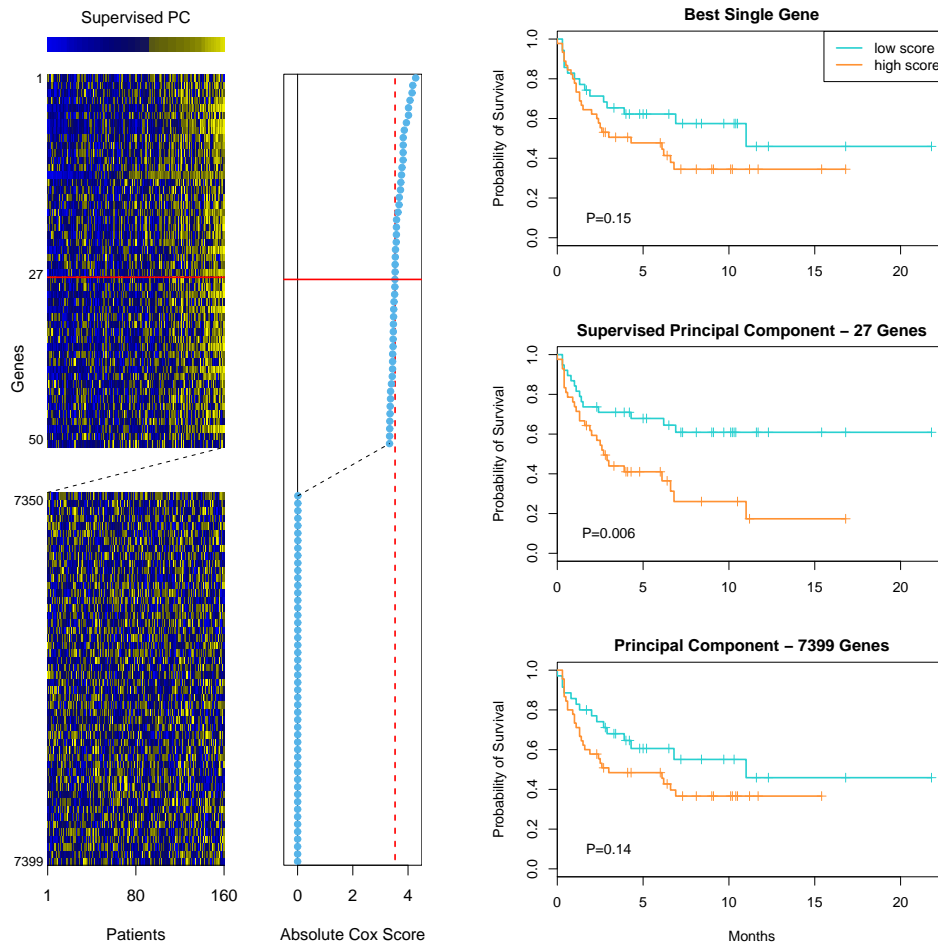 Supervised PC
1
27
50
7350
7399
Genes
1 80 160
Patients
0 2 4
Absolute Cox Score
Best Single Gene
low score
high score
Probability of Survival
0.0 0.2 0.4 0.6 0.8 1.0
P=0.15
0 5 10 15 20
Supervised Principal Component − 27 Genes
Probability of Survival
0.0 0.2 0.4 0.6 0.8 1.0
P=0.006
0 5 10 15 20
Principal Component − 7399 Genes
Probability of Survival
0.0 0.2 0.4 0.6 0.8 1.0
P=0.14
0 5 10 15 20
Months